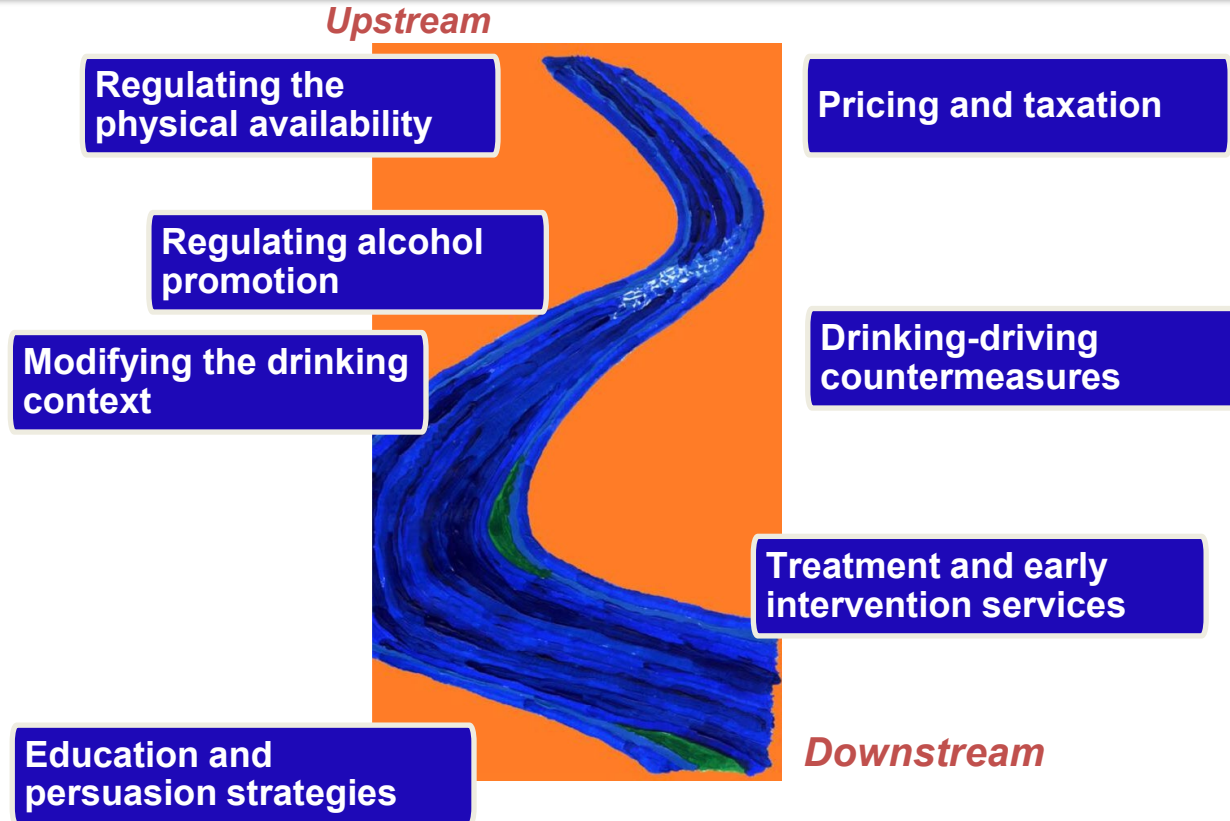 Upstream
Regulating the
physical availability
Pricing and taxation
Regulating alcohol
promotion
Modifying the drinking
context
Drinking-driving
countermeasures
Treatment and early
intervention services
Education and
persuasion strategies
Downstream